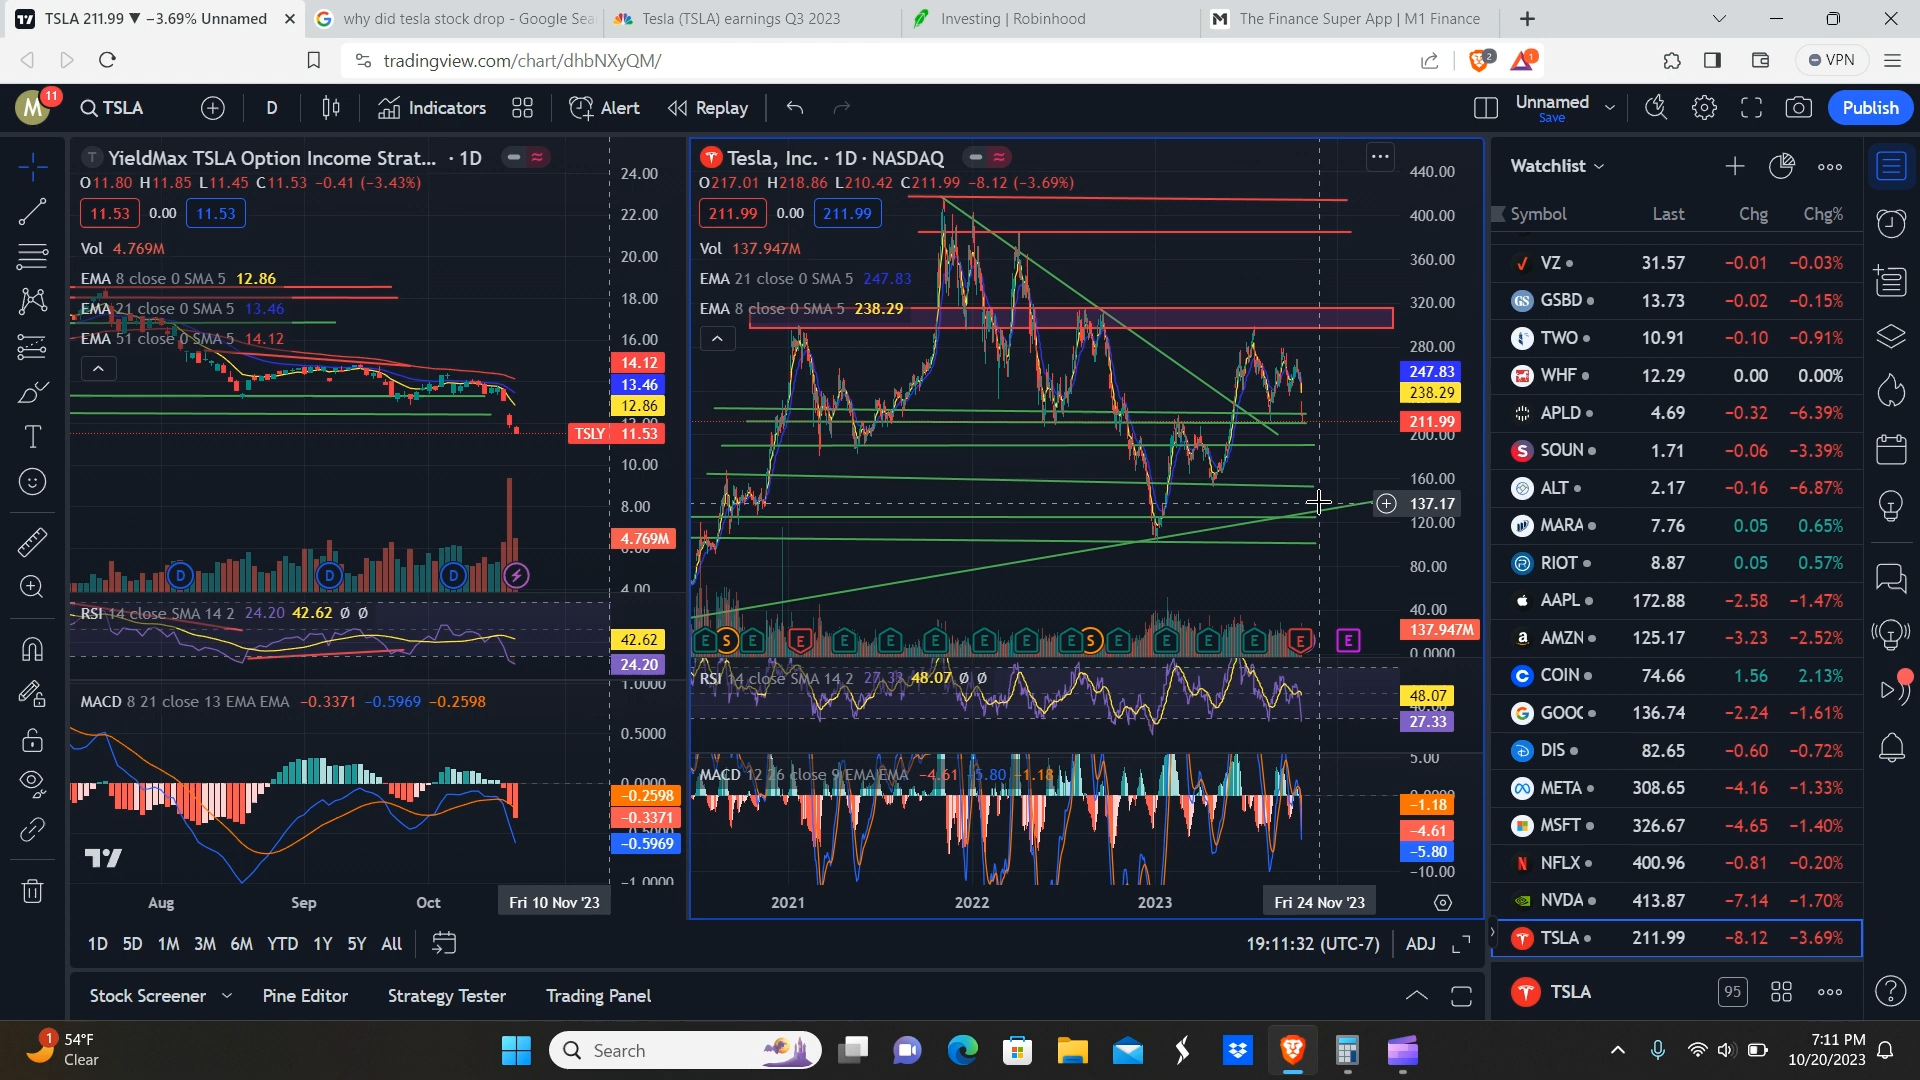 TSLA 211.99 ▼ −3.69% Unnamed
why did tesla stock drop - Google Sea
Tesla (TSLA) earnings Q3 2023
Investing | Robinhood
The Finance Super App | M1 Finance
tradingview.com/chart/dhbNXyQM/
2
1
VPN
M
11
TSLA
D
Indicators
Alert
Replay
Unnamed
Save
Publish
YieldMax TSLA Option Income Strat... · 1D
O11.80 H11.85 L11.45 C11.53 −0.41 (−3.43%)
11.53 0.00 11.53
Vol 4.769M
EMA 8 close 0 SMA 5 12.86
EMA 21 close 0 SMA 5 13.46
EMA 51 close 0 SMA 5 14.12
24.00
22.00
20.00
18.00
16.00
14.12
13.46
12.86
TSLY 11.53
10.00
8.00
4.769M
4.00
D
D
D
RSI 14 close SMA 14 2 24.20 42.62 Ø Ø
42.62
24.20
1.0000
MACD 8 21 close 13 EMA EMA −0.3371 −0.5969 −0.2598
0.5000
0.0000
−0.2598
−0.3371
−0.5969
−1.0000
Aug
Sep
Oct
Fri 10 Nov '23
Tesla, Inc. · 1D · NASDAQ
O217.01 H218.86 L210.42 C211.99 −8.12 (−3.69%)
211.99 0.00 211.99
Vol 137.947M
EMA 21 close 0 SMA 5 247.83
EMA 8 close 0 SMA 5 238.29
440.00
400.00
360.00
320.00
280.00
247.83
238.29
211.99
200.00
160.00
137.17
120.00
80.00
40.00
137.947M
0.0000
E S E E E E E E E E S E E E E E E
RSI 14 close SMA 14 2 27.33 48.07 Ø Ø
48.07
27.33
MACD 12 26 close 9 EMA EMA −4.61 −5.80 −1.18
5.00
−1.18
−4.61
−5.80
−10.00
2021
2022
2023
Fri 24 Nov '23
1D 5D 1M 3M 6M YTD 1Y 5Y All
19:11:32 (UTC-7)
ADJ
Stock Screener
Pine Editor
Strategy Tester
Trading Panel
Watchlist
Symbol Last Chg Chg%
VZ 31.57 −0.01 −0.03%
GSBD 13.73 −0.02 −0.15%
TWO 10.91 −0.10 −0.91%
WHF 12.29 0.00 0.00%
APLD 4.69 −0.32 −6.39%
SOUN 1.71 −0.06 −3.39%
ALT 2.17 −0.16 −6.87%
MARA 7.76 0.05 0.65%
RIOT 8.87 0.05 0.57%
AAPL 172.88 −2.58 −1.47%
AMZN 125.17 −3.23 −2.52%
COIN 74.66 1.56 2.13%
GOOC 136.74 −2.24 −1.61%
DIS 82.65 −0.60 −0.72%
META 308.65 −4.16 −1.33%
MSFT 326.67 −4.65 −1.40%
NFLX 400.96 −0.81 −0.20%
NVDA 413.87 −7.14 −1.70%
TSLA 211.99 −8.12 −3.69%
TSLA
95
1
54°F
Clear
Search
7:11 PM
10/20/2023